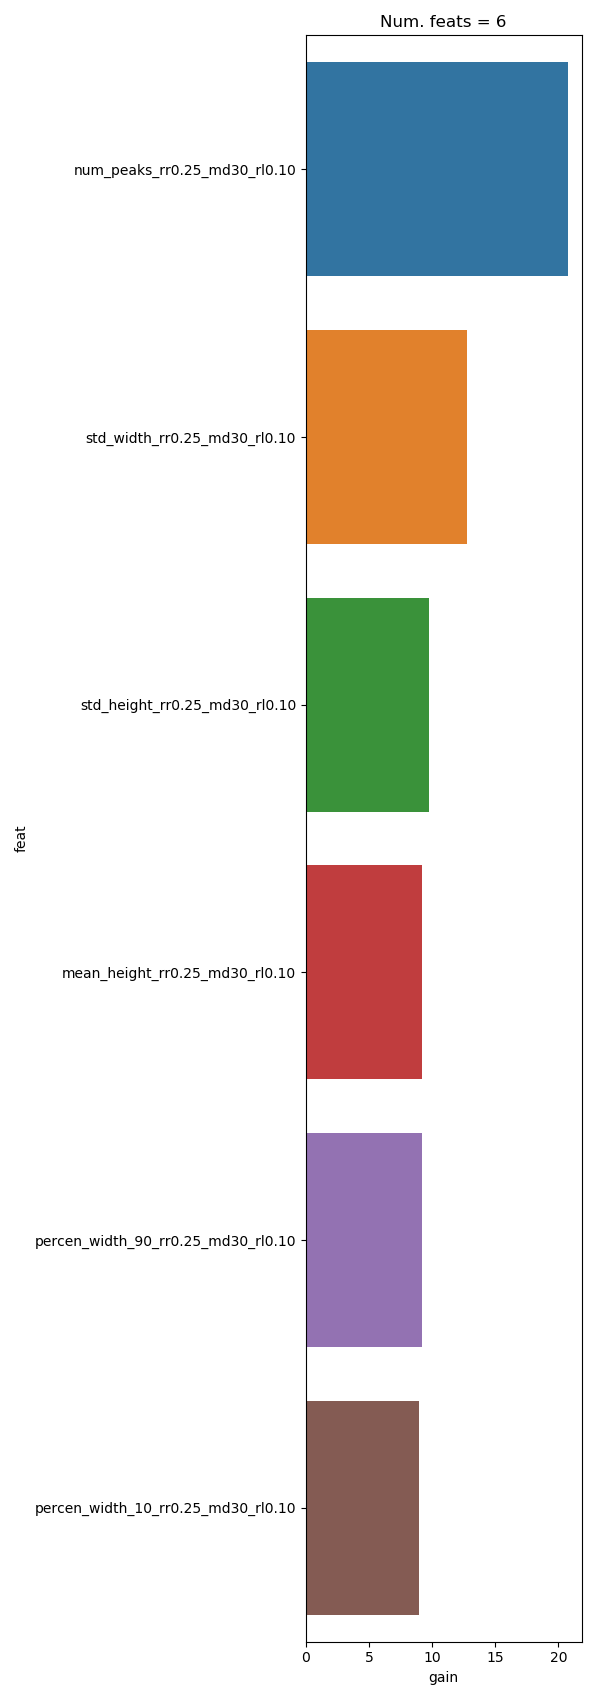 Num. feats = 6
num_peaks_rr0.25_md30_rl0.10
std_width_rr0.25_md30_rl0.10
std_height_rr0.25_md30_rl0.10
feat
mean_height_rr0.25_md30_rl0.10
percen_width_90_rr0.25_md30_rl0.10
percen_width_10_rr0.25_md30_rl0.10
0 5 10 15 20
gain